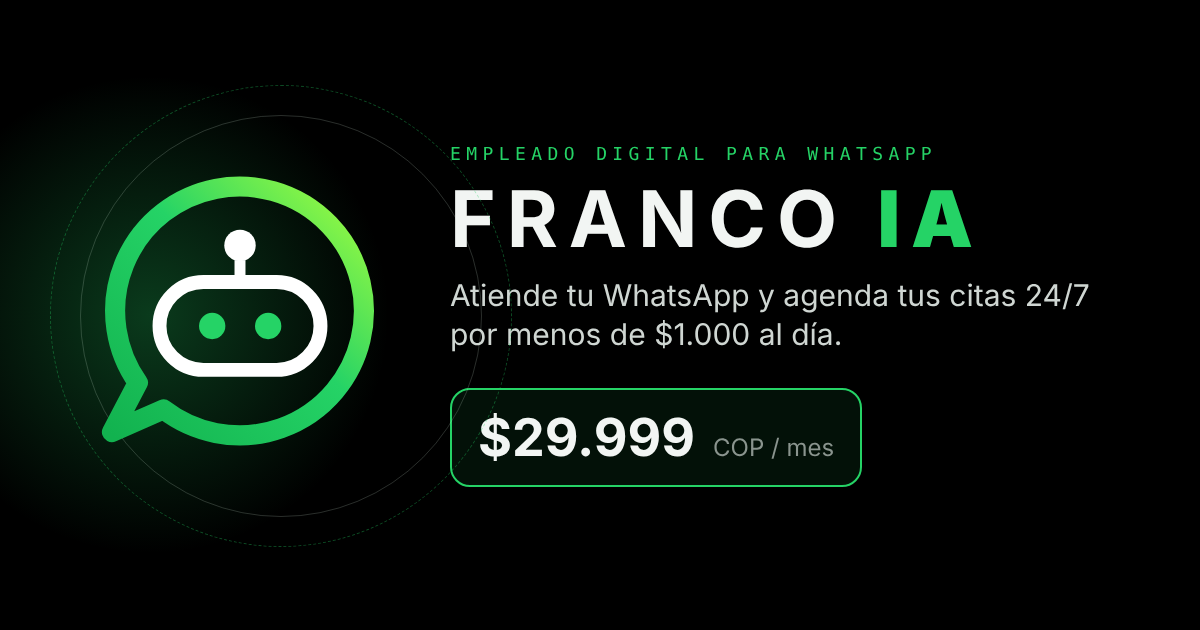 EMPLEADO DIGITAL PARA WHATSAPP
FRANCO IA
Atiende tu WhatsApp y agenda tus citas 24/7
por menos de $1.000 al día.
$29.999 COP / mes